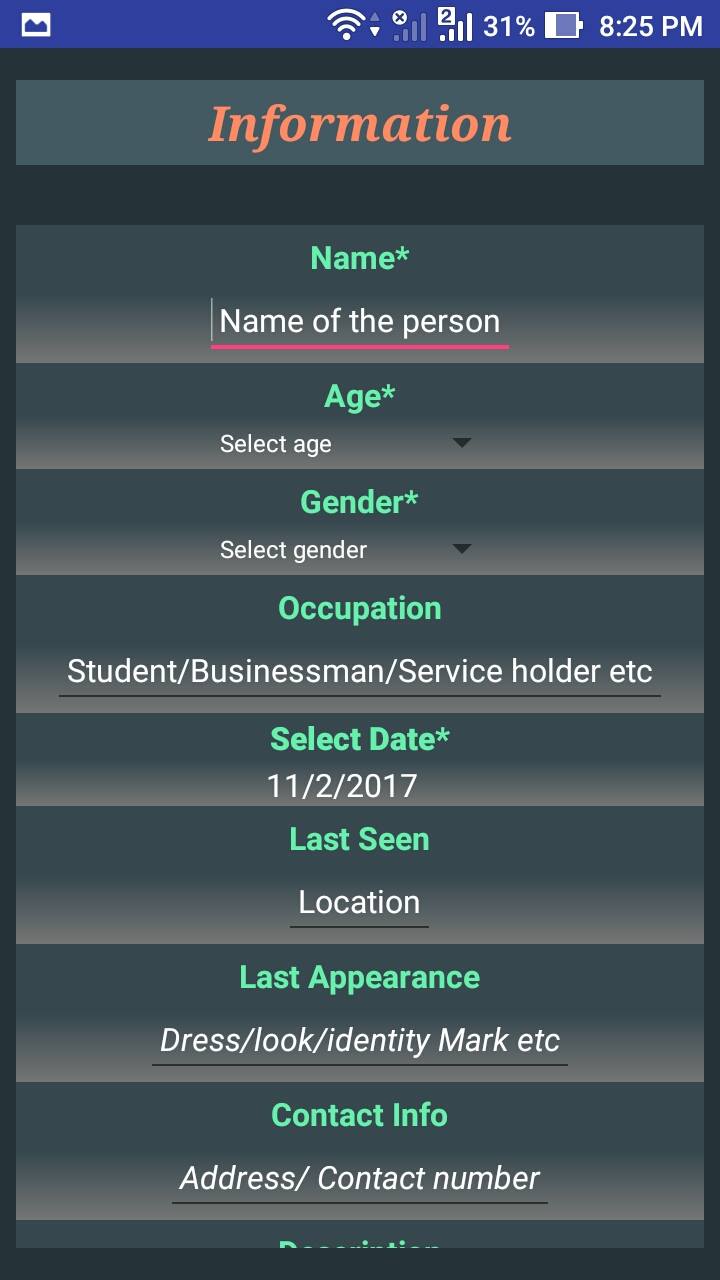 2 31% 8:25 PM
Information
Name*
Name of the person
Age*
Select age
Gender*
Select gender
Occupation
Student/Businessman/Service holder etc
Select Date*
11/2/2017
Last Seen
Location
Last Appearance
Dress/look/identity Mark etc
Contact Info
Address/ Contact number
Description